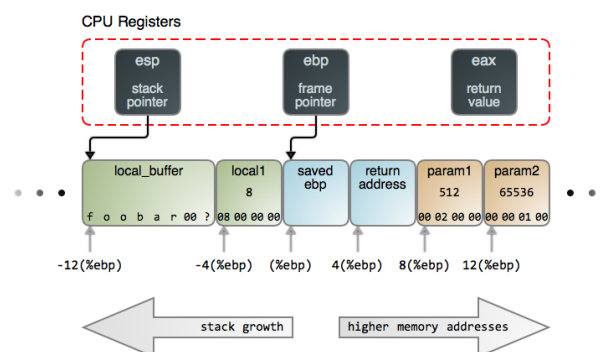 CPU Registers
esp
stack
pointer
ebp
frame
pointer
eax
return
value
local_buffer
f o o b a r 00 ?
local1
8
08 00 00 00
saved
ebp
return
address
param1
512
00 02 00 00
param2
65536
00 00 01 00
-12(%ebp)
-4(%ebp)
(%ebp)
4(%ebp)
8(%ebp)
12(%ebp)
stack growth
higher memory addresses